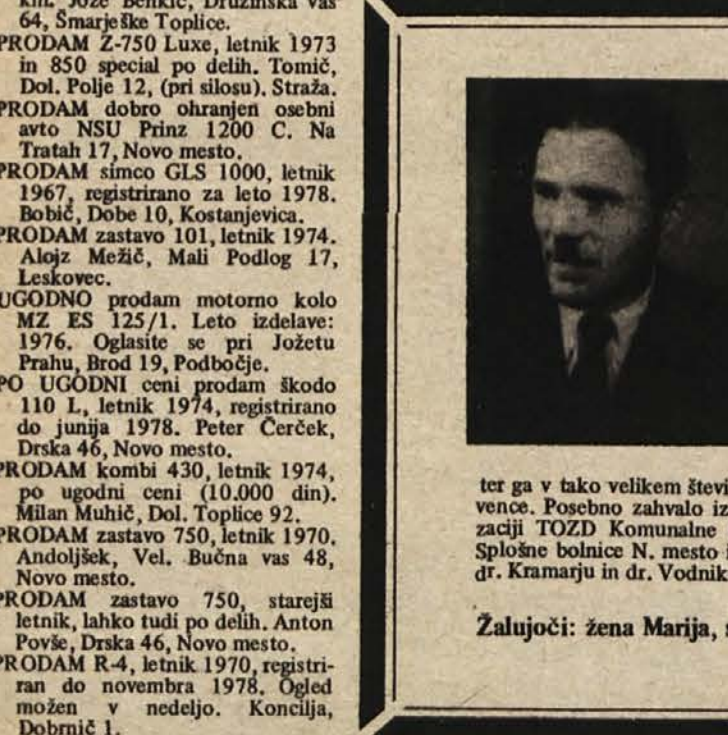 km. Jože Benkič, Družinska vas
64, Šmarješke Toplice.
PRODAM Z-750 Luxe, letnik 1973
in 850 special po delih. Tomič,
Dol. Polje 12, (pri silosu). Straža.
PRODAM dobro ohranjen osebni
avto NSU Prinz 1200 C. Na
Tratah 17, Novo mesto.
PRODAM simco GLS 1000, letnik
1967, registrirano za leto 1978.
Bobič, Dobe 10, Kostanjevica.
PRODAM zastavo 101, letnik 1974.
Alojz Mežič, Mali Podlog 17,
Leskovec.
UGODNO prodam motorno kolo
MZ ES 125/1. Leto izdelave:
1976. Oglasite se pri Jožetu
Prahu, Brod 19, Podbočje.
PO UGODNI ceni prodam škodo
110 L, letnik 1974, registrirano
do junija 1978. Peter Čerček,
Drska 46, Novo mesto.
PRODAM kombi 430, letnik 1974,
po ugodni ceni (10.000 din).
Milan Muhič, Dol. Toplice 92.
PRODAM zastavo 750, letnik 1970.
Andoljšek, Vel. Bučna vas 48,
Novo mesto.
PRODAM zastavo 750, starejši
letnik, lahko tudi po delih. Anton
Povše, Drska 46, Novo mesto.
PRODAM R-4, letnik 1970, registri-
ran do novembra 1978. Ogled
možen v nedeljo. Koncilja,
Dobrnič 1.
ter ga v tako velikem števi
vence. Posebno zahvalo iz
zaciji TOZD Komunalne
Splošne bolnice N. mesto
dr. Kramarju in dr. Vodnik
Žalujoči: žena Marija,